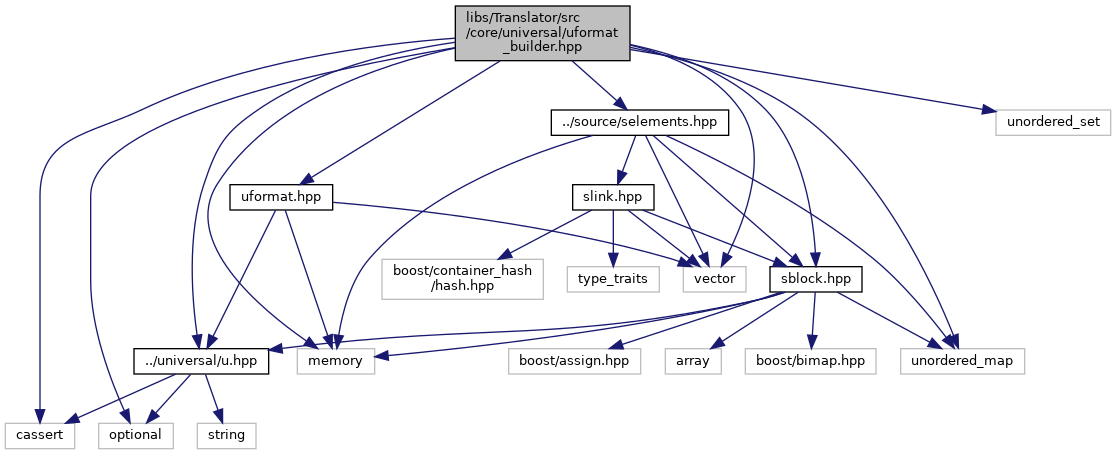 libs/Translator/src
/core/universal/uformat
_builder.hpp
../source/selements.hpp
unordered_set
uformat.hpp
slink.hpp
boost/container_hash
/hash.hpp
type_traits
vector
sblock.hpp
../universal/u.hpp
memory
boost/assign.hpp
array
boost/bimap.hpp
unordered_map
cassert
optional
string